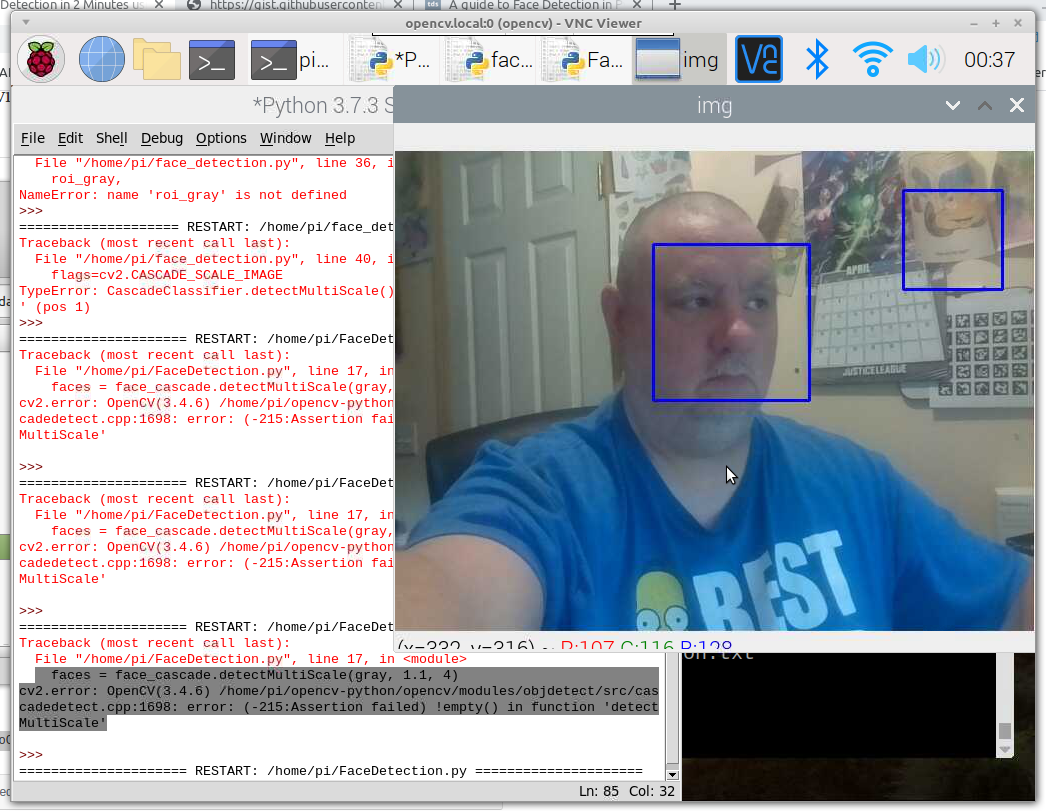 Detection in 2 Minutes us
https://gist.githubusercontent
tds
A guide to Face Detection in P
opencv.local:0 (opencv) - VNC Viewer
>_
>_ pi...
*P...
fac...
Fa...
img
00:37
*Python 3.7.3 S
img
File Edit Shell Debug Options Window Help
File "/home/pi/face_detection.py", line 36, i
roi_gray,
NameError: name 'roi_gray' is not defined
>>>
==================== RESTART: /home/pi/face_det
Traceback (most recent call last):
File "/home/pi/face_detection.py", line 40, i
flags=cv2.CASCADE_SCALE_IMAGE
TypeError: CascadeClassifier.detectMultiScale()
' (pos 1)
>>>
===================== RESTART: /home/pi/FaceDet
Traceback (most recent call last):
File "/home/pi/FaceDetection.py", line 17, in
faces = face_cascade.detectMultiScale(gray,
cv2.error: OpenCV(3.4.6) /home/pi/opencv-python
cadedetect.cpp:1698: error: (-215:Assertion fai
MultiScale'
>>>
===================== RESTART: /home/pi/FaceDet
Traceback (most recent call last):
File "/home/pi/FaceDetection.py", line 17, in
faces = face_cascade.detectMultiScale(gray,
cv2.error: OpenCV(3.4.6) /home/pi/opencv-python
cadedetect.cpp:1698: error: (-215:Assertion fai
MultiScale'
>>>
===================== RESTART: /home/pi/FaceDet
Traceback (most recent call last):
File "/home/pi/FaceDetection.py", line 17, in <module>
faces = face_cascade.detectMultiScale(gray, 1.1, 4)
cv2.error: OpenCV(3.4.6) /home/pi/opencv-python/opencv/modules/objdetect/src/cas
cadedetect.cpp:1698: error: (-215:Assertion failed) !empty() in function 'detect
MultiScale'
>>>
===================== RESTART: /home/pi/FaceDetection.py =====================
Ln: 85 Col: 32
APRIL
JUSTICE LEAGUE
BEST
(x=332, y=316) ~ R:107 G:116 B:128
on.txt